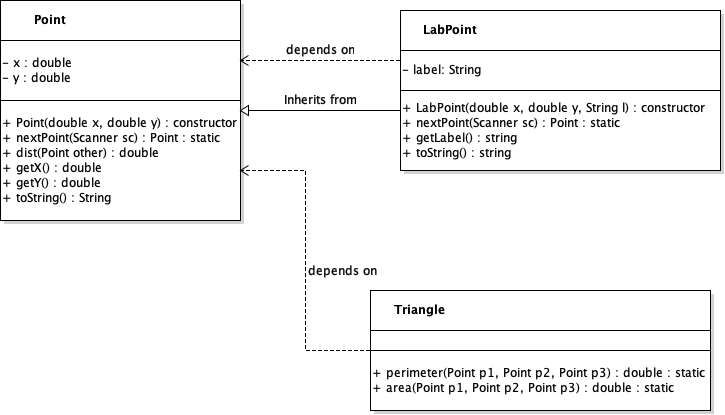 Point
- x : double
- y : double
+ Point(double x, double y) : constructor
+ nextPoint(Scanner sc) : Point : static
+ dist(Point other) : double
+ getX() : double
+ getY() : double
+ toString() : String
depends on
Inherits from
LabPoint
- label: String
+ LabPoint(double x, double y, String l) : constructor
+ nextPoint(Scanner sc) : Point : static
+ getLabel() : string
+ toString() : string
depends on
Triangle
+ perimeter(Point p1, Point p2, Point p3) : double : static
+ area(Point p1, Point p2, Point p3) : double : static